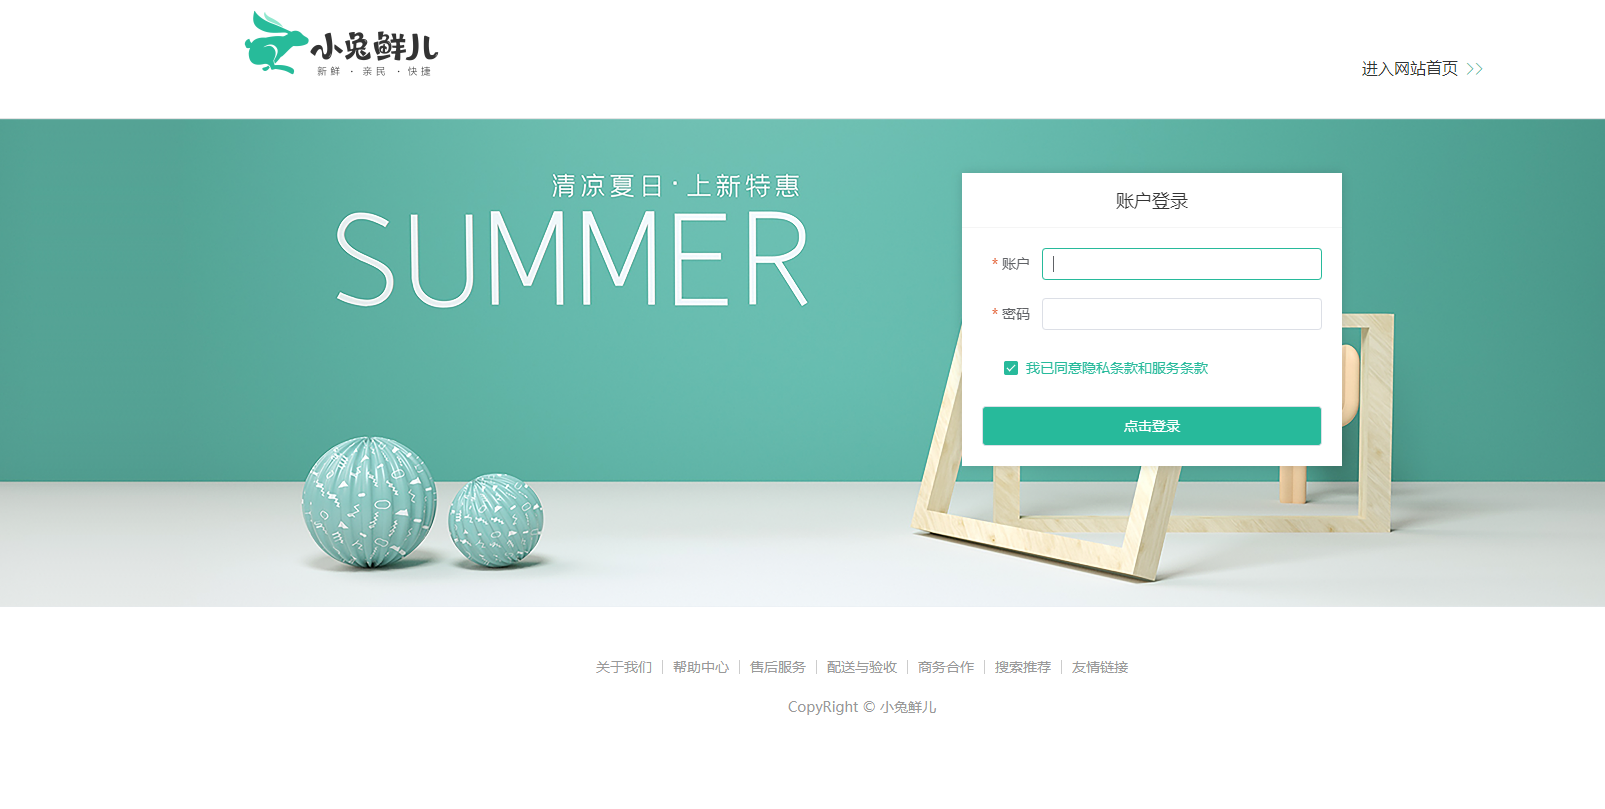 小兔鲜儿
新鲜 · 亲民 · 快捷
进入网站首页 >>
清凉夏日·上新特惠
SUMMER
账户登录
* 账户
* 密码
我已同意隐私条款和服务条款
点击登录
关于我们 | 帮助中心 | 售后服务 | 配送与验收 | 商务合作 | 搜索推荐 | 友情链接
CopyRight © 小兔鲜儿